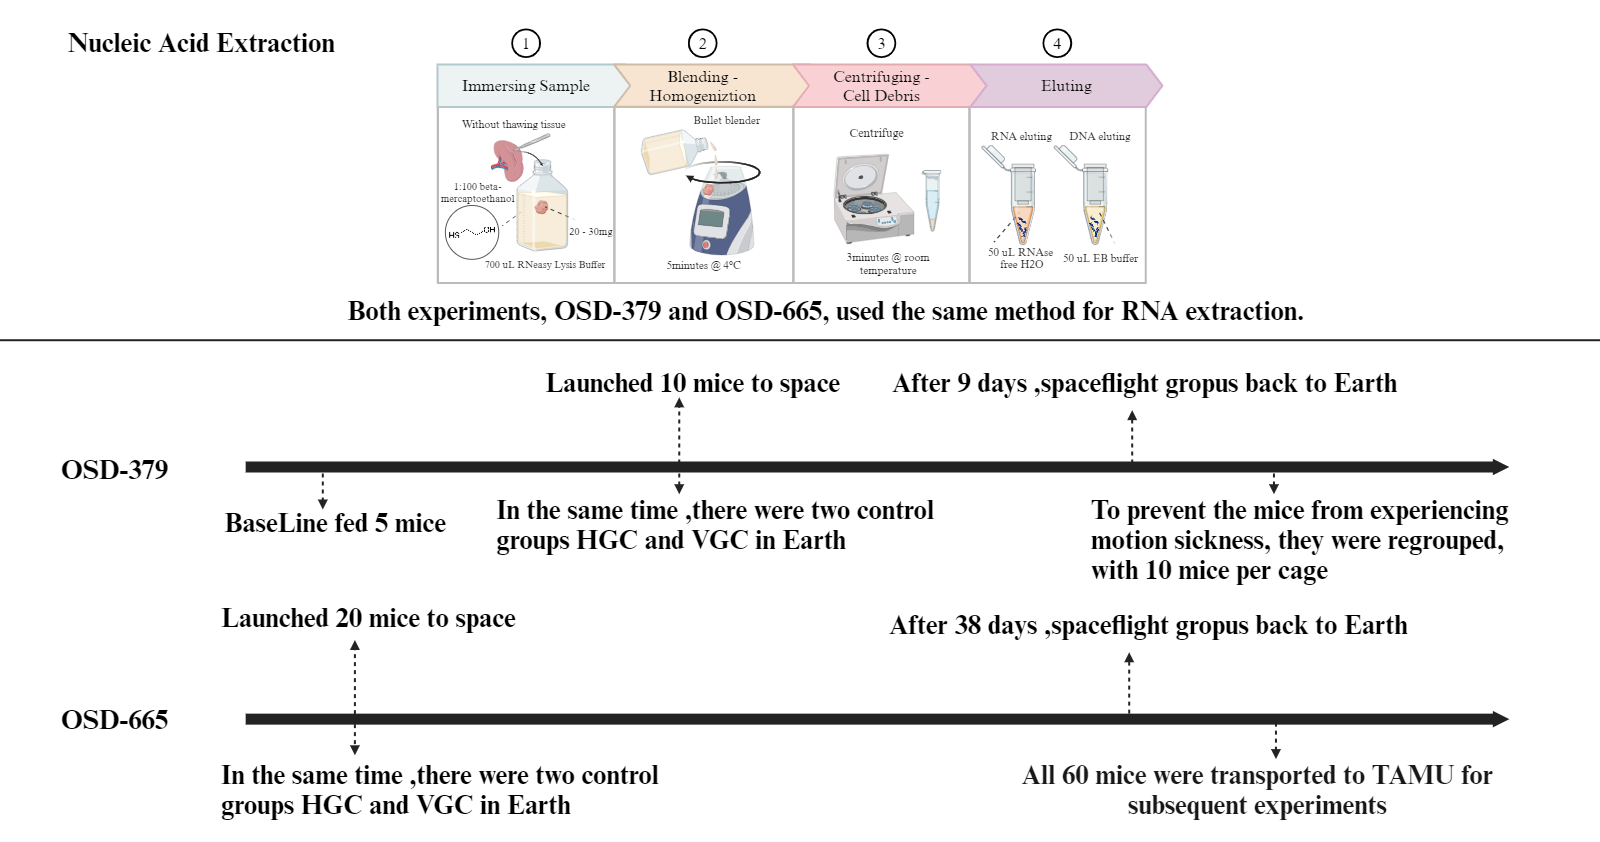 Nucleic Acid Extraction
1
2
3
4
Immersing Sample
Blending -
Homogeniztion
Centrifuging -
Cell Debris
Eluting
Without thawing tissue
1:100 beta-
mercaptoethanol
HS
OH
20 - 30mg
700 uL RNeasy Lysis Buffer
Bullet blender
5minutes @ 4°C
Centrifuge
3minutes @ room
temperature
RNA eluting
DNA eluting
50 uL RNAse
free H2O
50 uL EB buffer
Both experiments, OSD-379 and OSD-665, used the same method for RNA extraction.
Launched 10 mice to space
After 9 days ,spaceflight gropus back to Earth
OSD-379
BaseLine fed 5 mice
In the same time ,there were two control
groups HGC and VGC in Earth
To prevent the mice from experiencing
motion sickness, they were regrouped,
with 10 mice per cage
Launched 20 mice to space
After 38 days ,spaceflight gropus back to Earth
OSD-665
In the same time ,there were two control
groups HGC and VGC in Earth
All 60 mice were transported to TAMU for
subsequent experiments